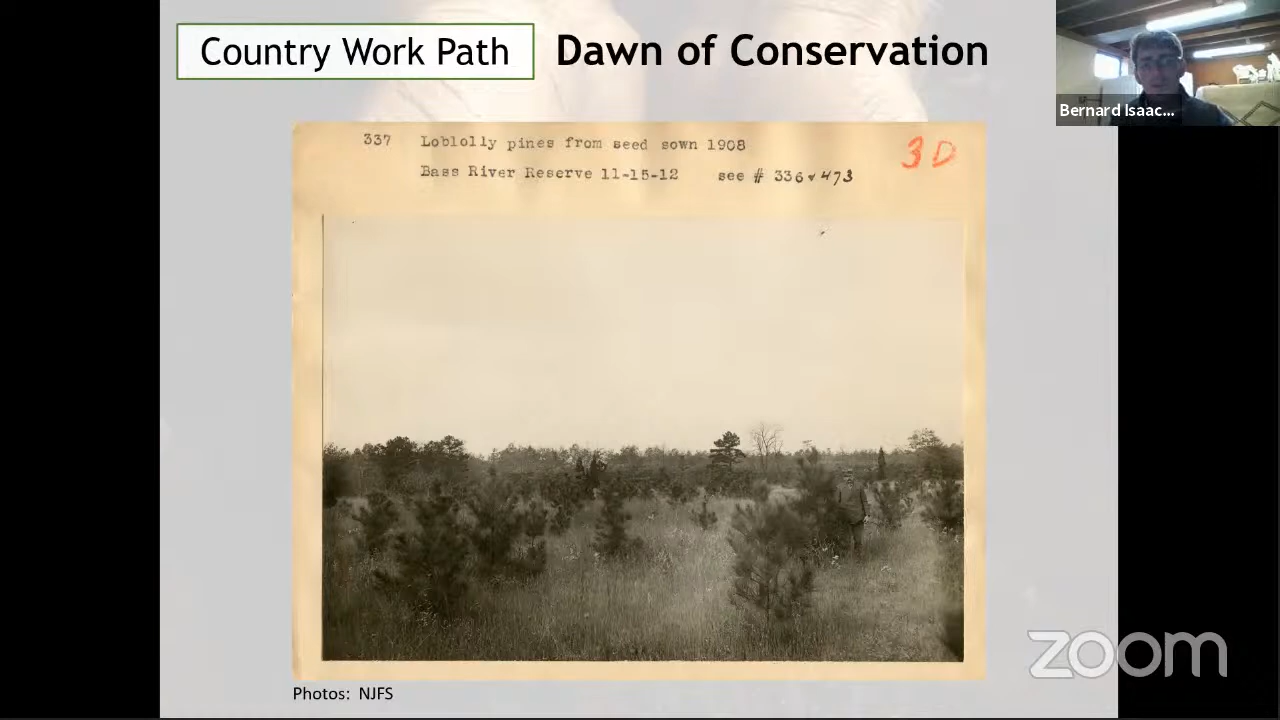 Country Work Path
Dawn of Conservation
Bernard Isaac...
337 Loblolly pines from seed sown 1908
3 D
Bass River Reserve 11-15-12 see # 336 & 473
Photos: NJFS
zoom